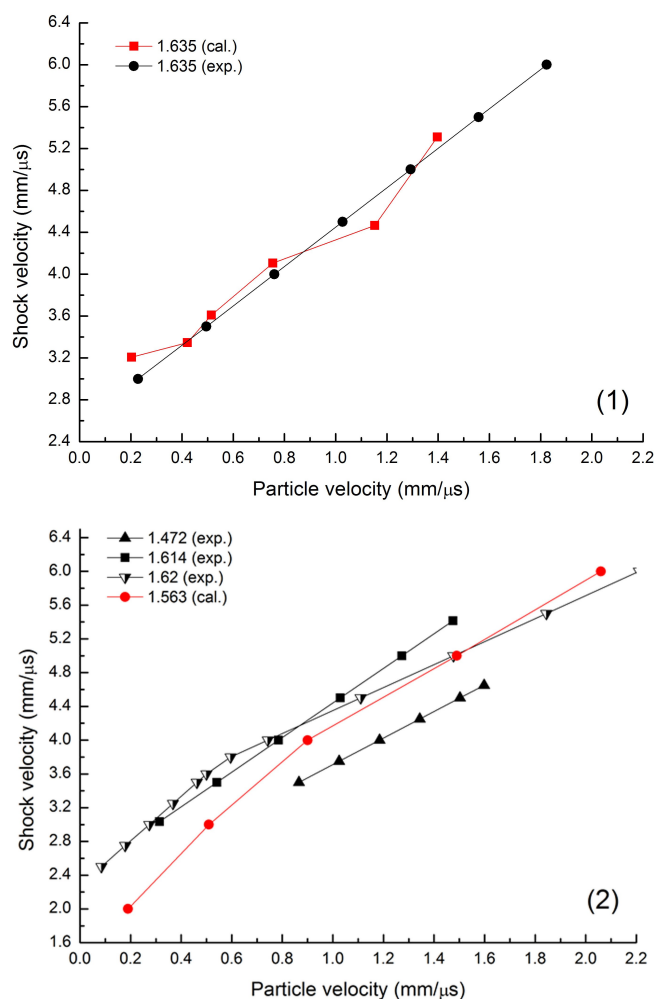 6.4
6.0
5.6
5.2
4.8
4.4
4.0
3.6
3.2
2.8
2.4
Shock velocity (mm/μs)
1.635 (cal.)
1.635 (exp.)
(1)
0.0 0.2 0.4 0.6 0.8 1.0 1.2 1.4 1.6 1.8 2.0 2.2
Particle velocity (mm/μs)
6.4
6.0
5.6
5.2
4.8
4.4
4.0
3.6
3.2
2.8
2.4
2.0
1.6
Shock velocity (mm/μs)
1.472 (exp.)
1.614 (exp.)
1.62 (exp.)
1.563 (cal.)
(2)
0.0 0.2 0.4 0.6 0.8 1.0 1.2 1.4 1.6 1.8 2.0 2.2
Particle velocity (mm/μs)